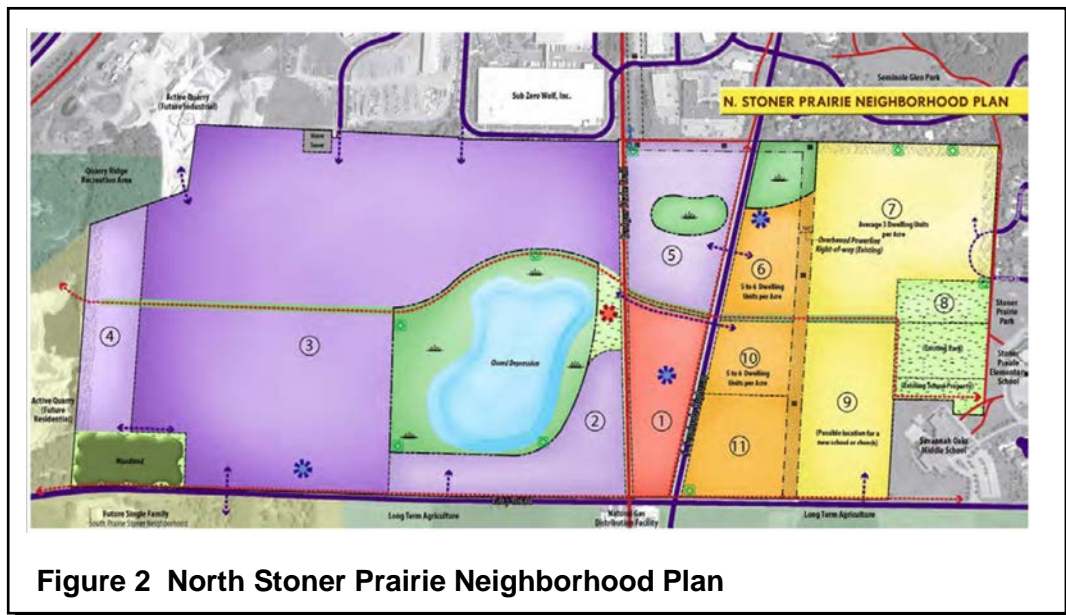 Active Quarry
(Future Industrial)
Sub Zero Wolf, Inc.
Seminole Glen Park
N. STONER PRAIRIE NEIGHBORHOOD PLAN
Quarry Ridge
Recreation Area
7
Average 3 Dwelling Units
per Acre
Overhead Powerline
Right-of-way (Existing)
5
6
5 to 6 Dwelling
Units per Acre
8
Stoner
Prairie
Park
4
3
Closed Depression
(Existing Park)
Stoner
Prairie
Elementary
School
10
5 to 6 Dwelling
Units per Acre
(Existing School Property)
Active Quarry
(Future
Residential)
2
1
9
(Possible location for a
new school or church)
11
Savannah Oaks
Middle School
Woodland
Future Single Family
South Prairie Stoner Neighborhood
Long Term Agriculture
Natural Gas
Distribution Facility
Long Term Agriculture
Figure 2 North Stoner Prairie Neighborhood Plan